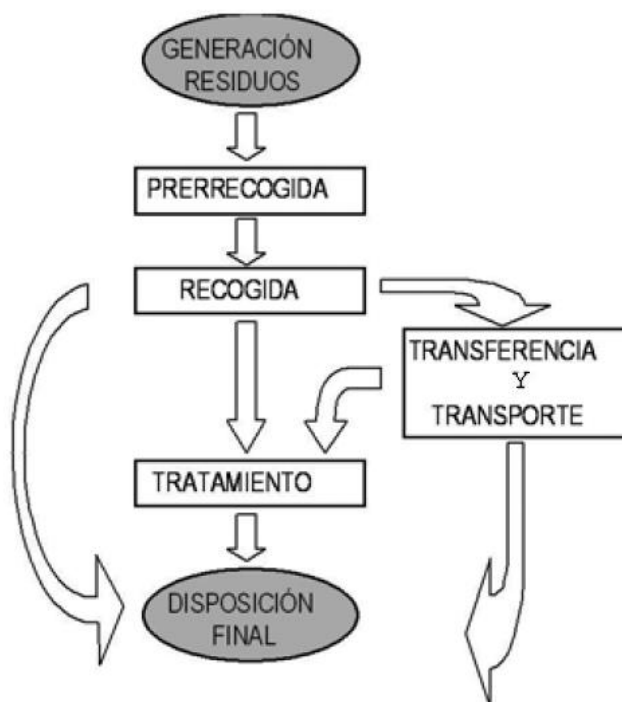 GENERACIÓN
RESIDUOS
PRERRECOGIDA
RECOGIDA
TRANSFERENCIA
Y
TRANSPORTE
TRATAMIENTO
DISPOSICIÓN
FINAL